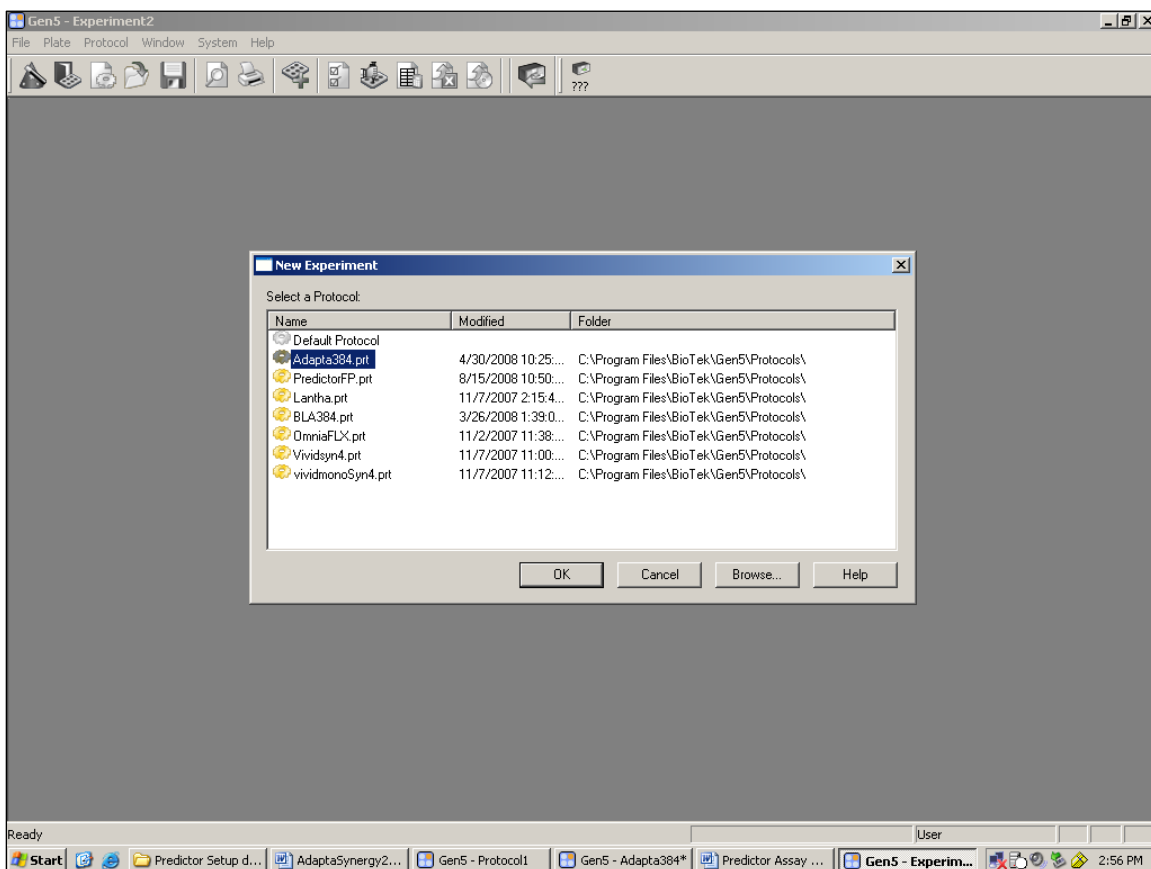 Gen5 - Experiment2
File Plate Protocol Window System Help
???
New Experiment
Select a Protocol:
Name Modified Folder
Default Protocol
Adapta384.prt 4/30/2008 10:25:... C:\Program Files\BioTek\Gen5\Protocols\
PredictorFP.prt 8/15/2008 10:50:... C:\Program Files\BioTek\Gen5\Protocols\
Lantha.prt 11/7/2007 2:15:4... C:\Program Files\BioTek\Gen5\Protocols\
BLA384.prt 3/26/2008 1:39:0... C:\Program Files\BioTek\Gen5\Protocols\
OmniaFLX.prt 11/2/2007 11:38:... C:\Program Files\BioTek\Gen5\Protocols\
Vividsyn4.prt 11/7/2007 11:00:... C:\Program Files\BioTek\Gen5\Protocols\
vividmonoSyn4.prt 11/7/2007 11:12:... C:\Program Files\BioTek\Gen5\Protocols\
OK Cancel Browse... Help
Ready User
Start Predictor Setup d... AdaptaSynergy2... Gen5 - Protocol1 Gen5 - Adapta384* Predictor Assay ... Gen5 - Experim... 2:56 PM